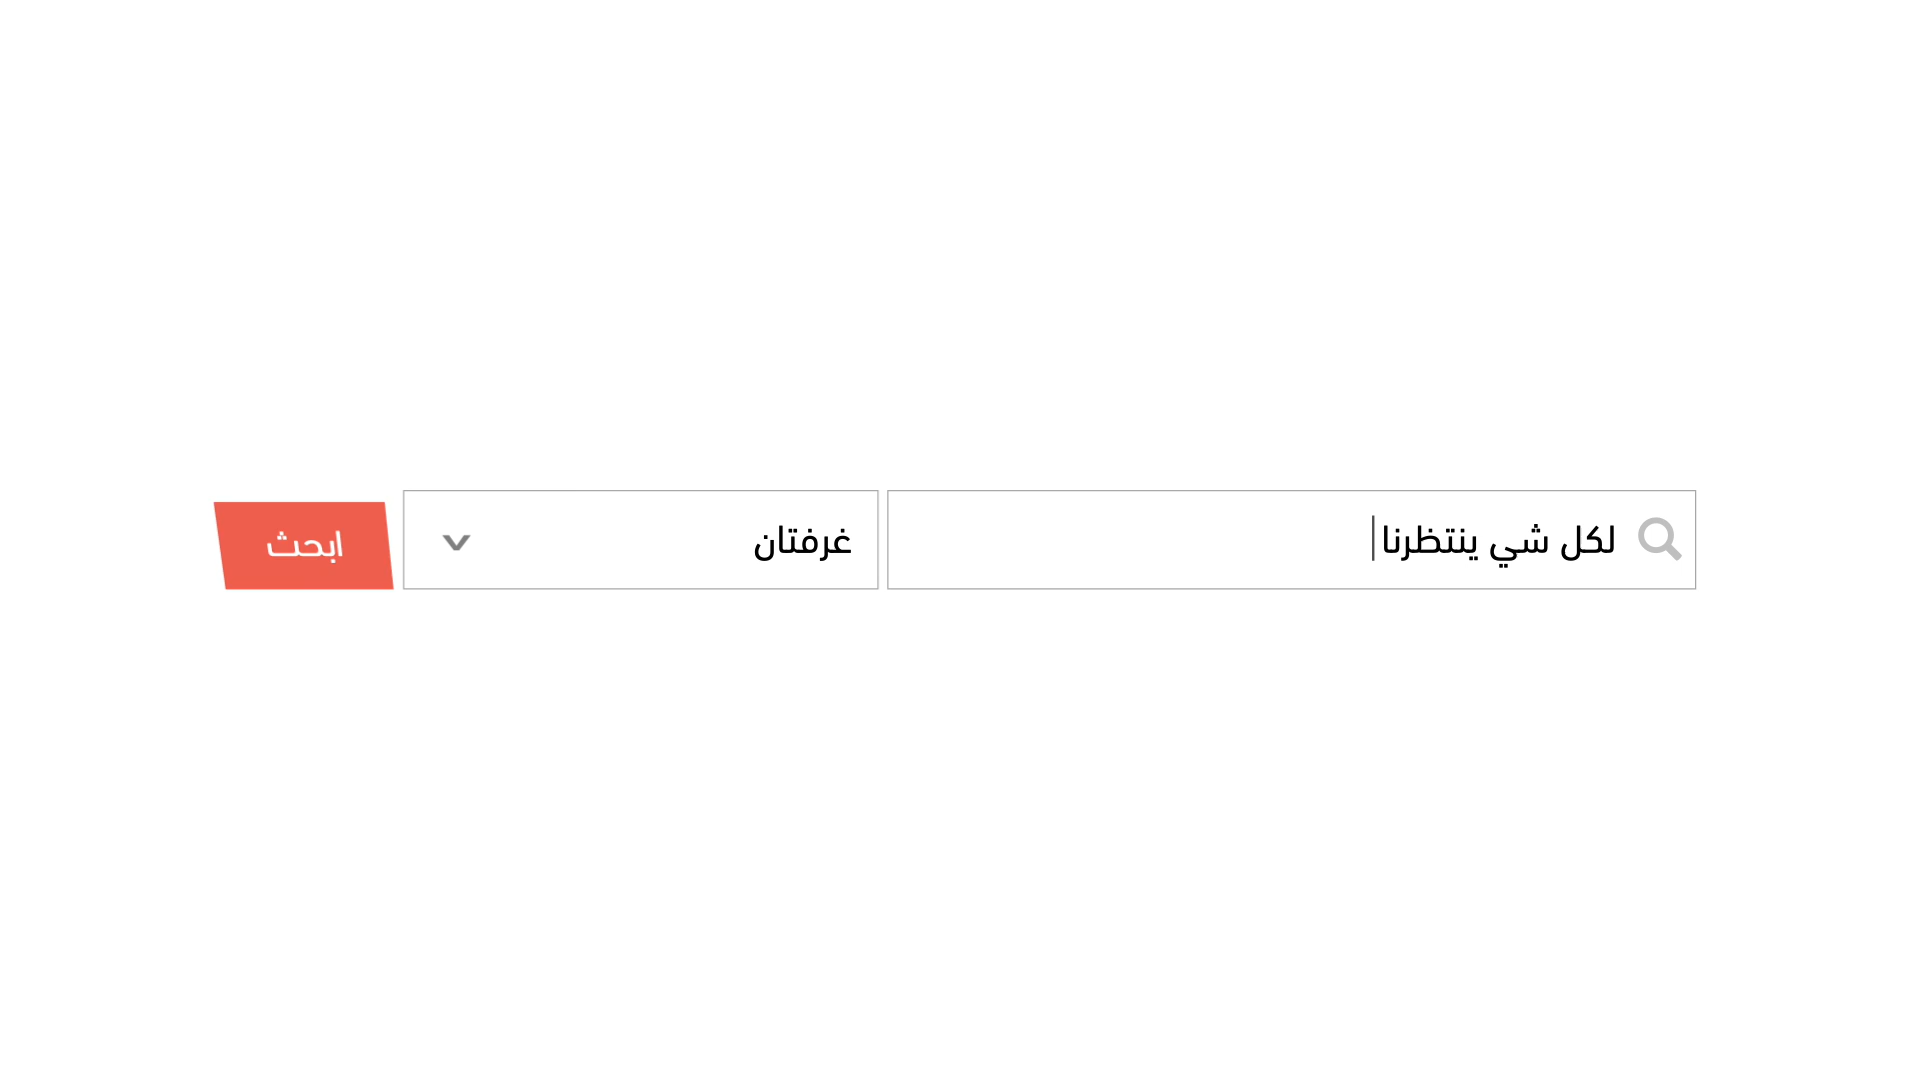 لكل شي ينتظرنا
غرفتان
ابحث